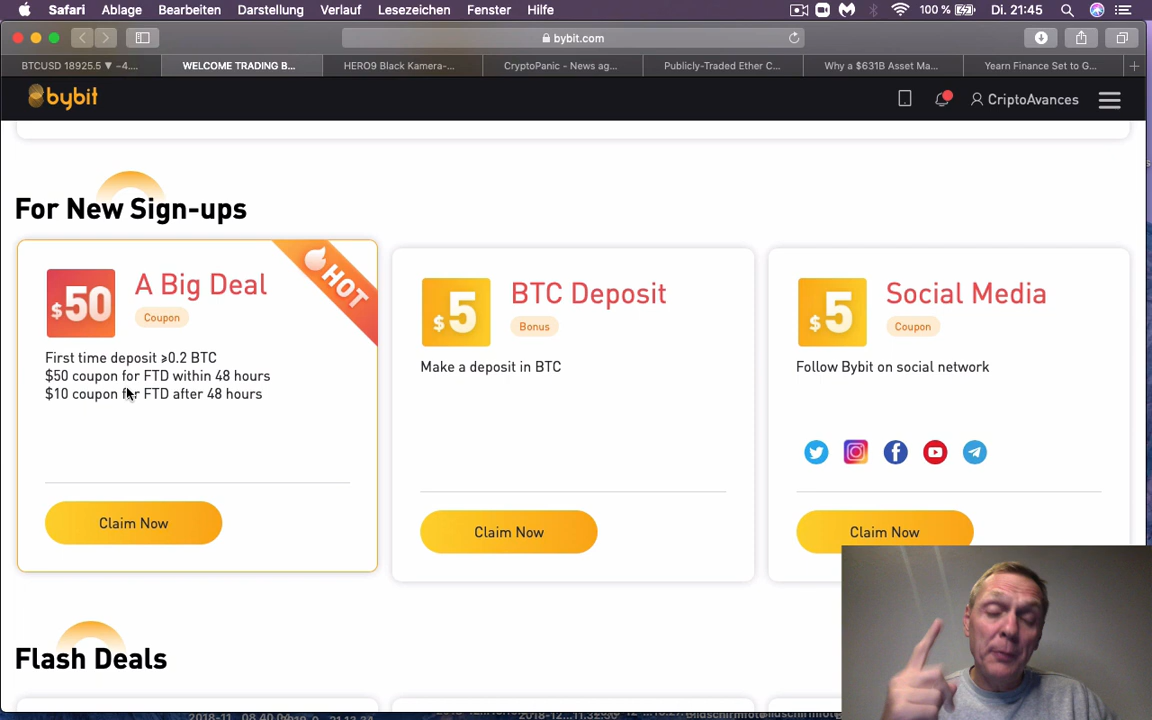 Safari Ablage Bearbeiten Darstellung Verlauf Lesezeichen Fenster Hilfe 100 % Di. 21:45
bybit.com
BTCUSD 18925.5 ▼ −4.... WELCOME TRADING B... HERO9 Black Kamera-... CryptoPanic - News ag... Publicly-Traded Ether C... Why a $631B Asset Ma... Yearn Finance Set to G...
bybit CriptoAvances
For New Sign-ups
HOT
$50 A Big Deal
Coupon
First time deposit ≥0.2 BTC
$50 coupon for FTD within 48 hours
$10 coupon for FTD after 48 hours
Claim Now
$5 BTC Deposit
Bonus
Make a deposit in BTC
Claim Now
$5 Social Media
Coupon
Follow Bybit on social network
Claim Now
Flash Deals